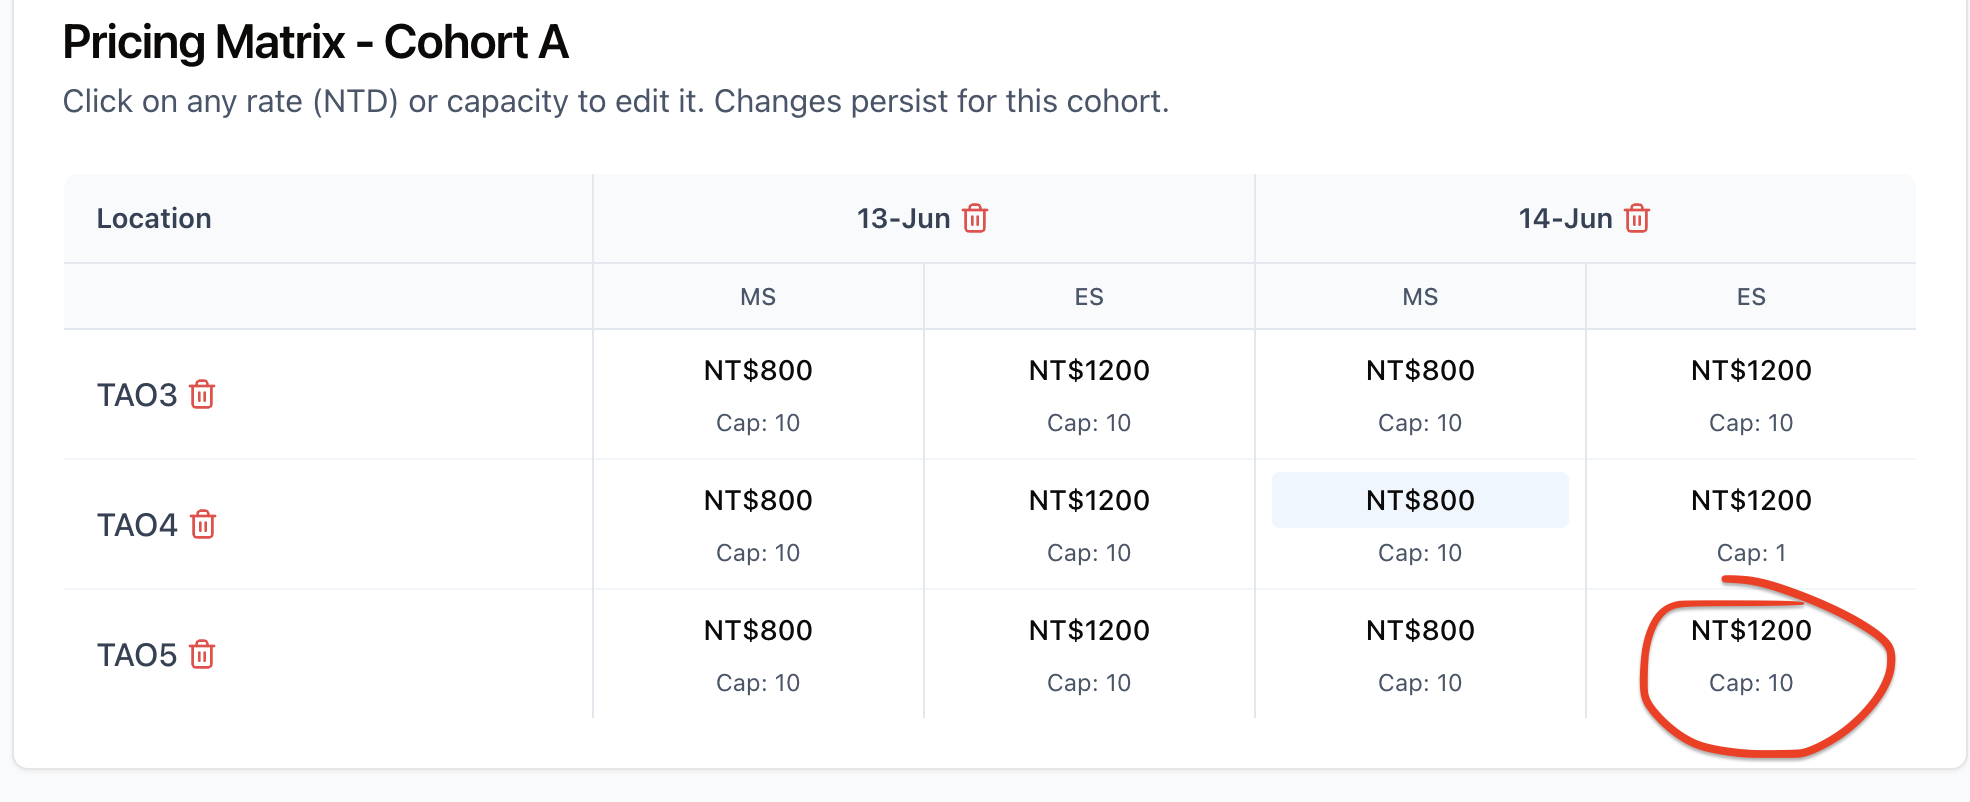 Pricing Matrix - Cohort A
Click on any rate (NTD) or capacity to edit it. Changes persist for this cohort.
Location 13-Jun 14-Jun
MS ES MS ES
TAO3 NT$800 NT$1200 NT$800 NT$1200
Cap: 10 Cap: 10 Cap: 10 Cap: 10
TAO4 NT$800 NT$1200 NT$800 NT$1200
Cap: 10 Cap: 10 Cap: 10 Cap: 1
TAO5 NT$800 NT$1200 NT$800 NT$1200
Cap: 10 Cap: 10 Cap: 10 Cap: 10